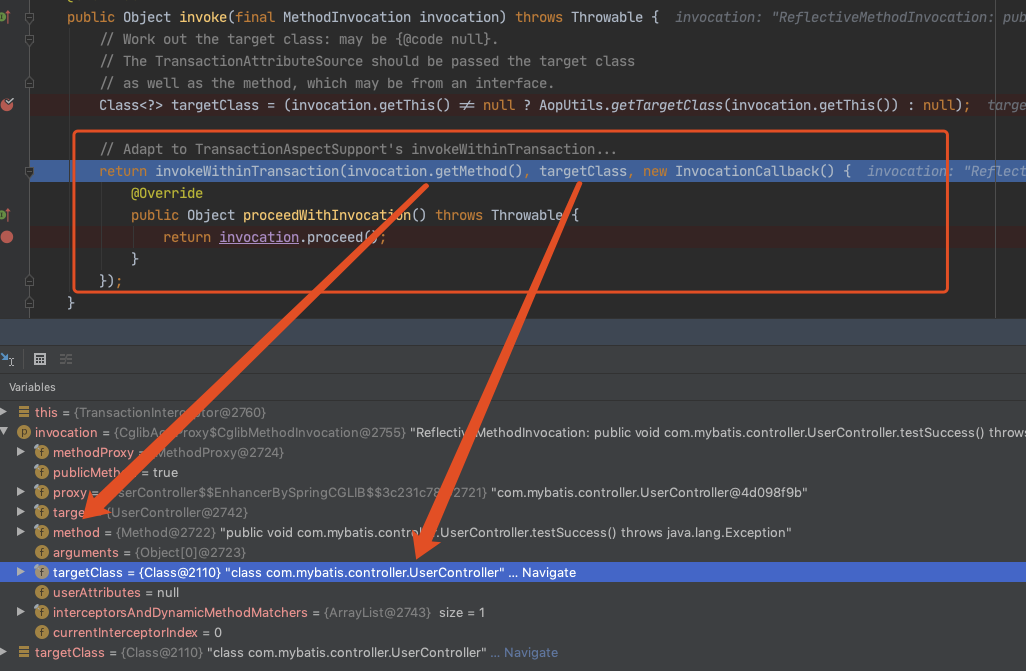 public Object invoke(final MethodInvocation invocation) throws Throwable { invocation: "ReflectiveMethodInvocation: pub
// Work out the target class: may be {@code null}.
// The TransactionAttributeSource should be passed the target class
// as well as the method, which may be from an interface.
Class<?> targetClass = (invocation.getThis() != null ? AopUtils.getTargetClass(invocation.getThis()) : null); targe
// Adapt to TransactionAspectSupport's invokeWithinTransaction...
return invokeWithinTransaction(invocation.getMethod(), targetClass, new InvocationCallback() { invocation: "Reflect
@Override
public Object proceedWithInvocation() throws Throwable {
return invocation.proceed();
}
});
}
Variables
this = {TransactionInterceptor@2760}
invocation = {CglibAopProxy$CglibMethodInvocation@2755} "ReflectiveMethodInvocation: public void com.mybatis.controller.UserController.testSuccess() throws
methodProxy = {MethodProxy@2724}
publicMethod = true
proxy = {UserController$$EnhancerBySpringCGLIB$$3c231c78@2721} "com.mybatis.controller.UserController@4d098f9b"
target = {UserController@2742}
method = {Method@2722} "public void com.mybatis.controller.UserController.testSuccess() throws java.lang.Exception"
arguments = {Object[0]@2723}
targetClass = {Class@2110} "class com.mybatis.controller.UserController" ... Navigate
userAttributes = null
interceptorsAndDynamicMethodMatchers = {ArrayList@2743} size = 1
currentInterceptorIndex = 0
targetClass = {Class@2110} "class com.mybatis.controller.UserController" ... Navigate